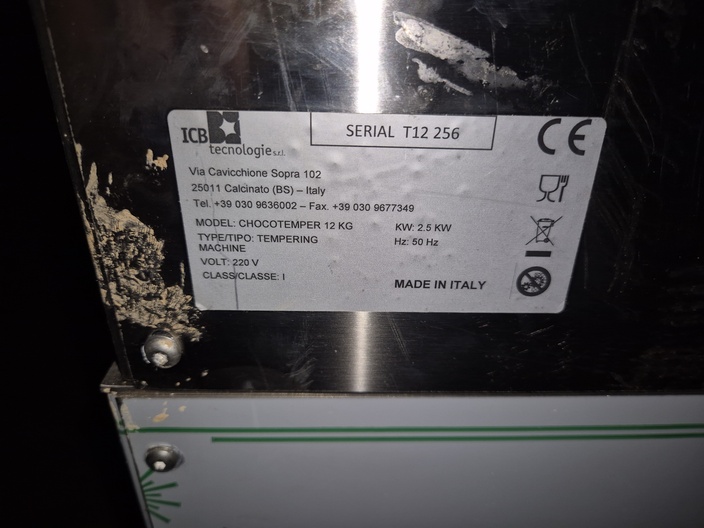 ICB
tecnologie s.r.l.
SERIAL T12 256
CE
Via Cavicchione Sopra 102
25011 Calcinato (BS) – Italy
Tel. +39 030 9636002 – Fax. +39 030 9677349
MODEL: CHOCOTEMPER 12 KG
KW: 2.5 KW
TYPE/TIPO: TEMPERING
MACHINE
Hz: 50 Hz
VOLT: 220 V
CLASS/CLASSE: I
MADE IN ITALY